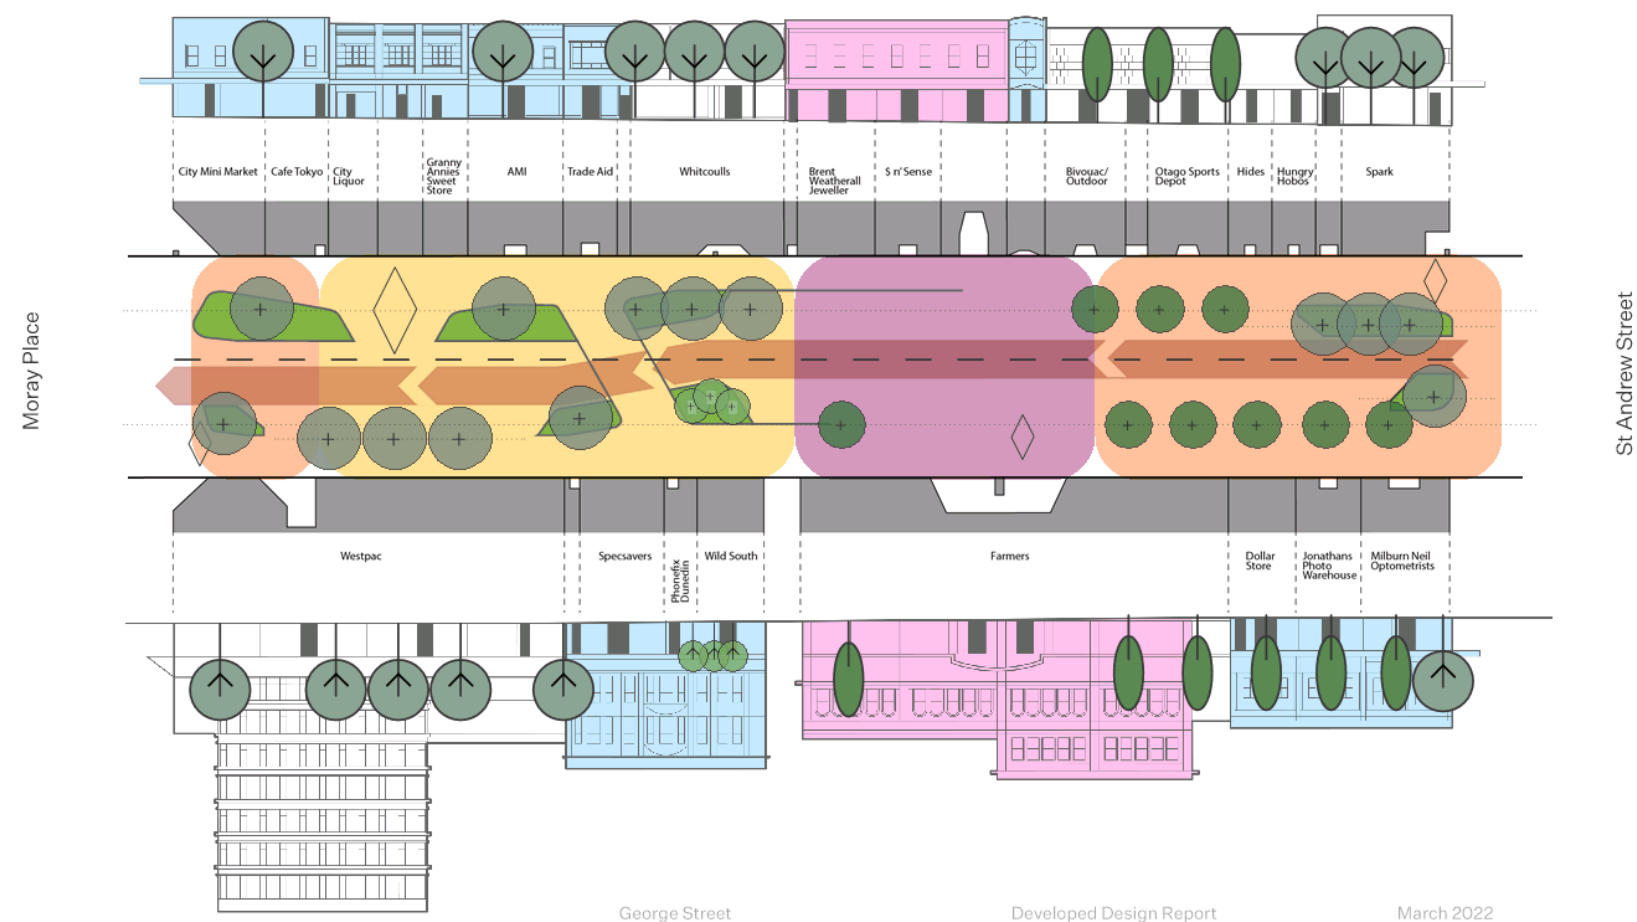 City Mini Market
Cafe Tokyo
City
Liquor
Granny
Annies
Sweet
Store
AMI
Trade Aid
Whitcoulls
Brent
Weatherall
Jeweller
$ n' Sense
Bivouac/
Outdoor
Otago Sports
Depot
Hides
Hungry
Hobos
Spark
Moray Place
St Andrew Street
Westpac
Specsavers
Phonefix
Dunedin
Wild South
Farmers
Dollar
Store
Jonathans
Photo
Warehouse
Milburn Neil
Optometrists
George Street
Developed Design Report
March 2022